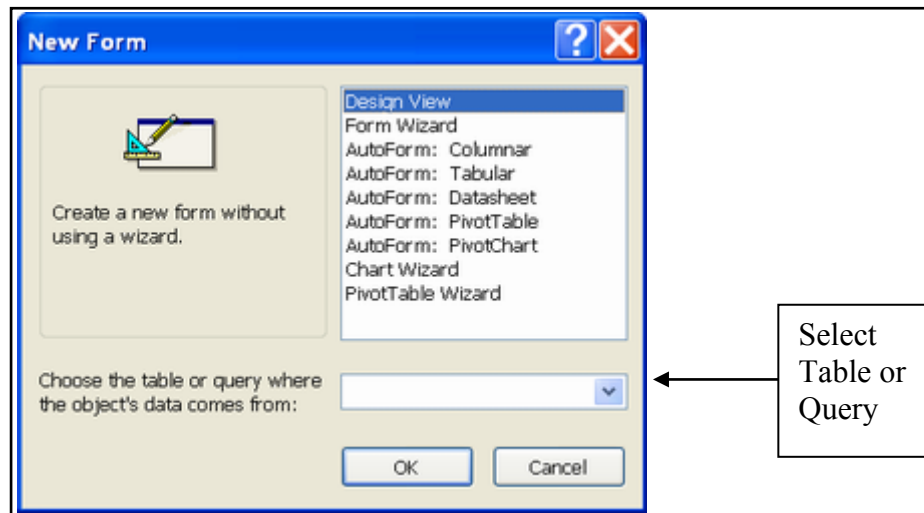 New Form
Design View
Form Wizard
AutoForm: Columnar
AutoForm: Tabular
AutoForm: Datasheet
AutoForm: PivotTable
AutoForm: PivotChart
Chart Wizard
PivotTable Wizard
Create a new form without
using a wizard.
Choose the table or query where
the object's data comes from:
OK
Cancel
Select
Table or
Query